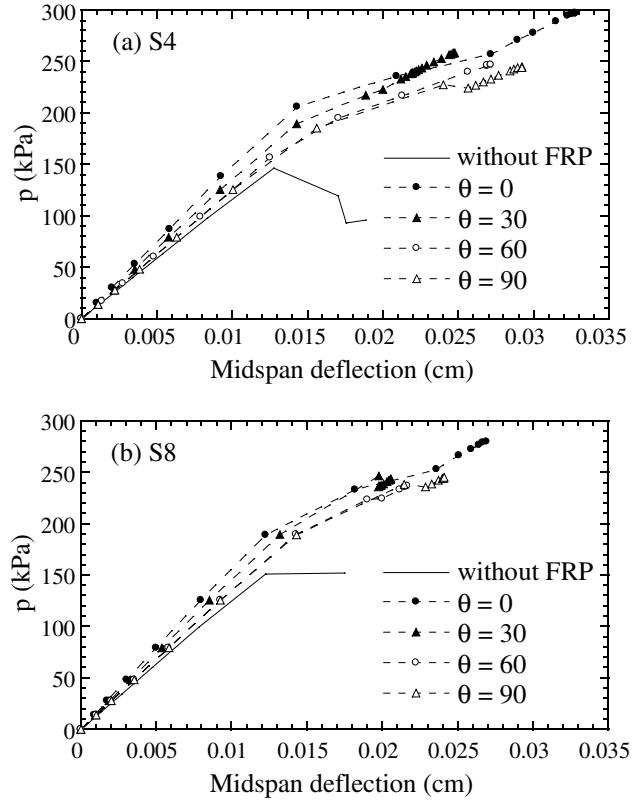 300
(a) S4
250
200
p (kPa)
150
without FRP
θ = 0
100
θ = 30
50
θ = 60
θ = 90
0
0 0.005 0.01 0.015 0.02 0.025 0.03 0.035
Midspan deflection (cm)
300
(b) S8
250
200
p (kPa)
150
without FRP
θ = 0
100
θ = 30
50
θ = 60
θ = 90
0
0 0.005 0.01 0.015 0.02 0.025 0.03 0.035
Midspan deflection (cm)